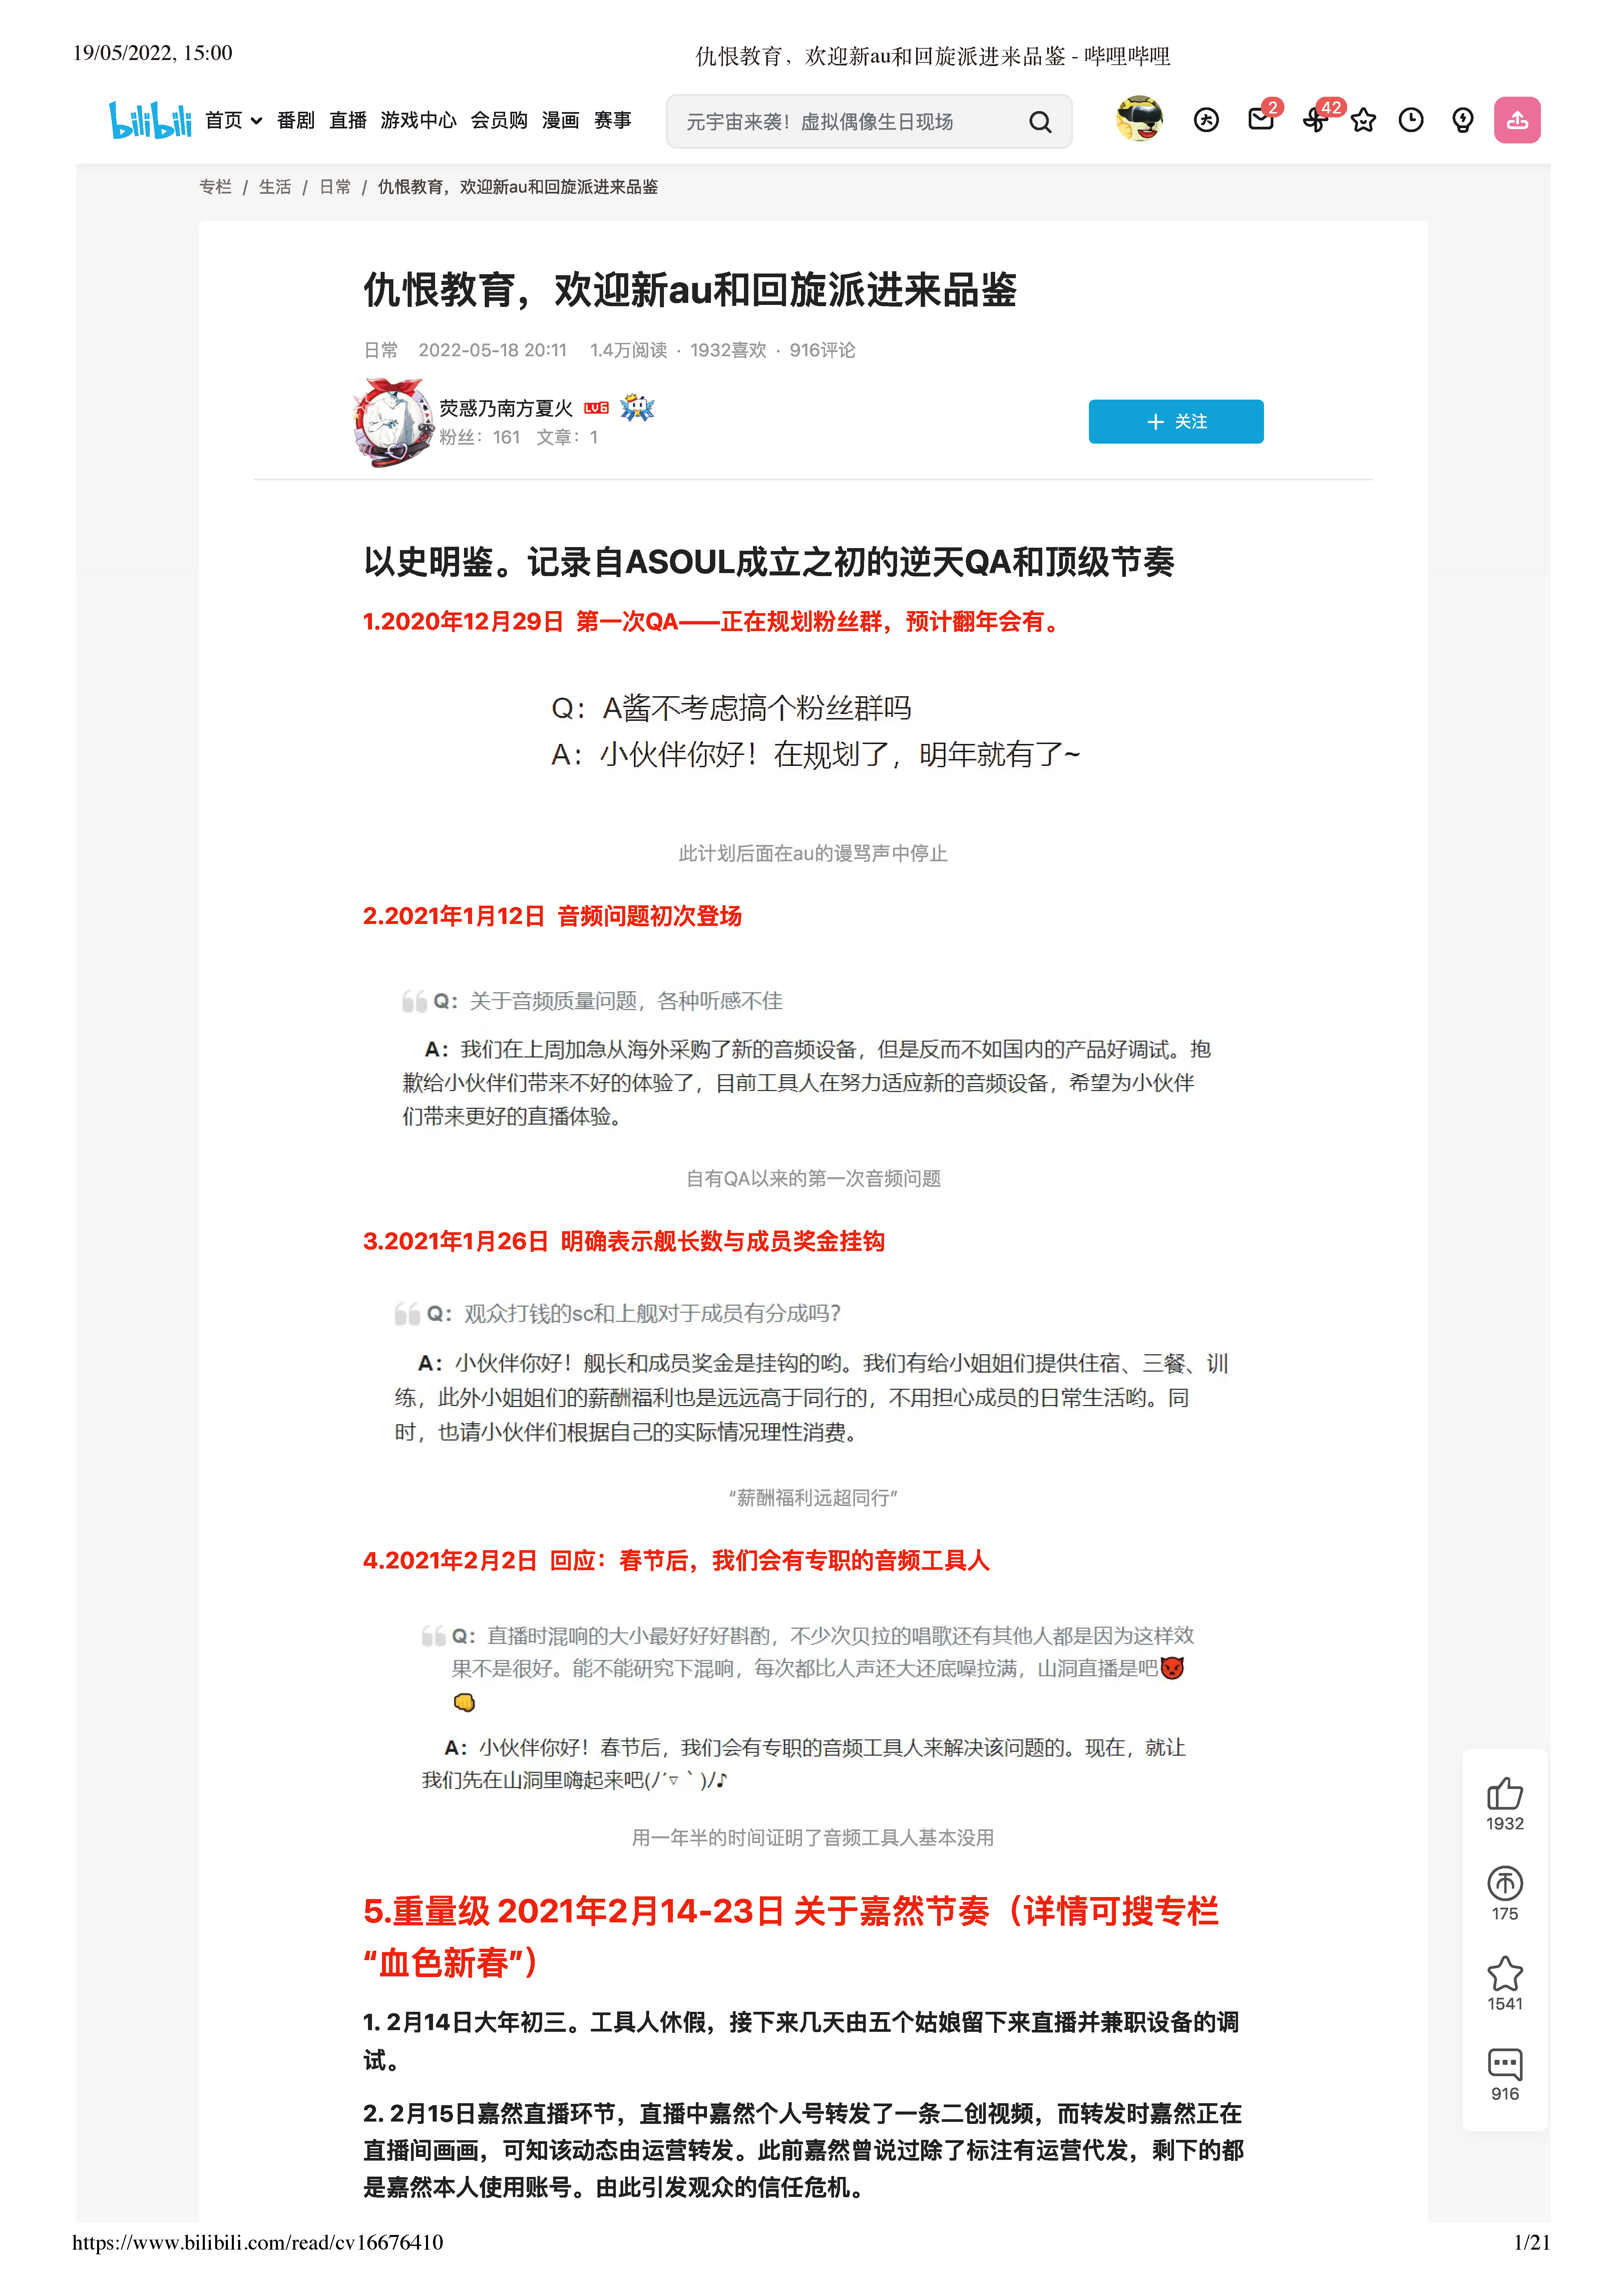 19/05/2022, 15:00
仇恨教育，欢迎新au和回旋派进来品鉴 - 哔哩哔哩
bilibili 首页 番剧 直播 游戏中心 会员购 漫画 赛事
元宇宙来袭！虚拟偶像生日现场
2
42
专栏 / 生活 / 日常 / 仇恨教育，欢迎新au和回旋派进来品鉴
仇恨教育，欢迎新au和回旋派进来品鉴
日常 2022-05-18 20:11 1.4万阅读 · 1932喜欢 · 916评论
荧惑乃南方夏火 LV6
粉丝：161 文章：1
+ 关注
以史明鉴。记录自ASOUL成立之初的逆天QA和顶级节奏
1.2020年12月29日 第一次QA——正在规划粉丝群，预计翻年会有。
Q：A酱不考虑搞个粉丝群吗
A：小伙伴你好！在规划了，明年就有了~
此计划后面在au的谩骂声中停止
2.2021年1月12日 音频问题初次登场
Q：关于音频质量问题，各种听感不佳
A：我们在上周加急从海外采购了新的音频设备，但是反而不如国内的产品好调试。抱
歉给小伙伴们带来不好的体验了，目前工具人在努力适应新的音频设备，希望为小伙伴
们带来更好的直播体验。
自有QA以来的第一次音频问题
3.2021年1月26日 明确表示舰长数与成员奖金挂钩
Q：观众打钱的sc和上舰对于成员有分成吗？
A：小伙伴你好！舰长和成员奖金是挂钩的哟。我们有给小姐姐们提供住宿、三餐、训
练，此外小姐姐们的薪酬福利也是远远高于同行的，不用担心成员的日常生活哟。同
时，也请小伙伴们根据自己的实际情况理性消费。
“薪酬福利远超同行”
4.2021年2月2日 回应：春节后，我们会有专职的音频工具人
Q：直播时混响的大小最好好好斟酌，不少次贝拉的唱歌还有其他人都是因为这样效
果不是很好。能不能研究下混响，每次都比人声还大还底噪拉满，山洞直播是吧👿
👊
A：小伙伴你好！春节后，我们会有专职的音频工具人来解决该问题的。现在，就让
我们先在山洞里嗨起来吧(ﾉ´▽｀)ﾉ♪
用一年半的时间证明了音频工具人基本没用
5.重量级 2021年2月14-23日 关于嘉然节奏（详情可搜专栏
“血色新春”）
1. 2月14日大年初三。工具人休假，接下来几天由五个姑娘留下来直播并兼职设备的调
试。
2. 2月15日嘉然直播环节，直播中嘉然个人号转发了一条二创视频，而转发时嘉然正在
直播间画画，可知该动态由运营转发。此前嘉然曾说过除了标注有运营代发，剩下的都
是嘉然本人使用账号。由此引发观众的信任危机。
1932
175
1541
916
https://www.bilibili.com/read/cv16676410
1/21